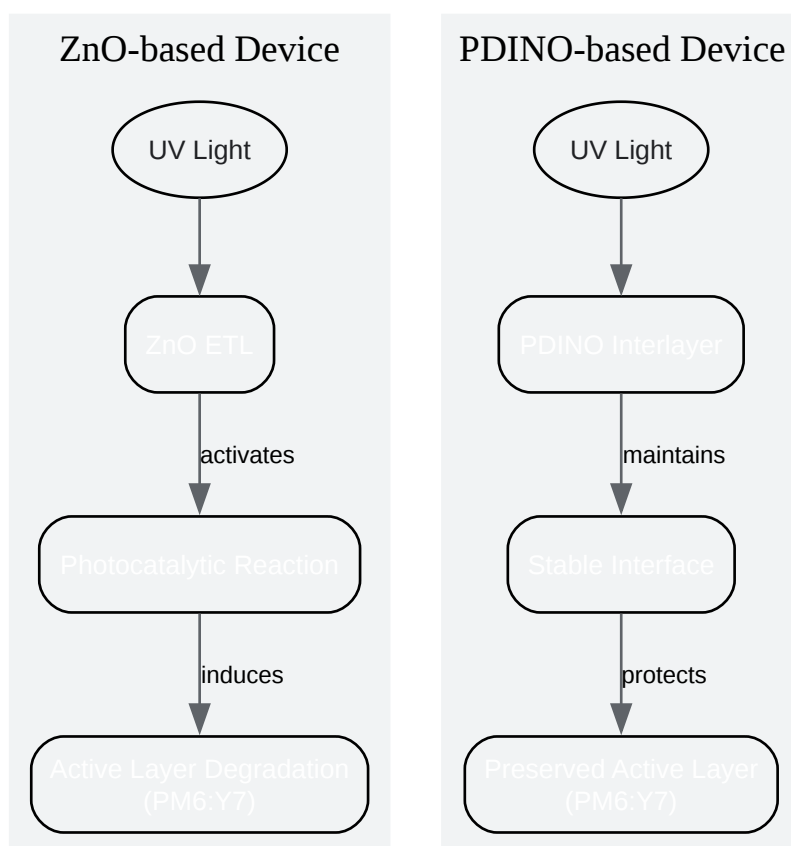 ZnO-based Device
UV Light
ZnO ETL
activates
Photocatalytic Reaction
induces
Active Layer Degradation
(PM6:Y7)
PDINO-based Device
UV Light
PDINO Interlayer
maintains
Stable Interface
protects
Preserved Active Layer
(PM6:Y7)